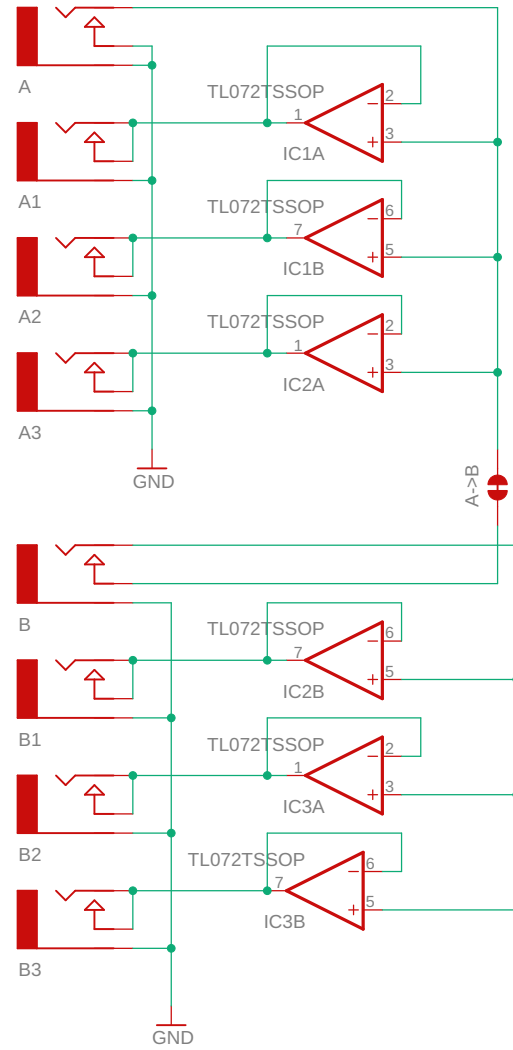 A
TL072TSSOP
2
1
3
IC1A
A1
TL072TSSOP
6
7
5
IC1B
A2
TL072TSSOP
2
1
3
IC2A
A3
GND
A->B
B
TL072TSSOP
6
7
5
IC2B
B1
TL072TSSOP
2
1
3
IC3A
B2
TL072TSSOP
6
7
5
IC3B
B3
GND